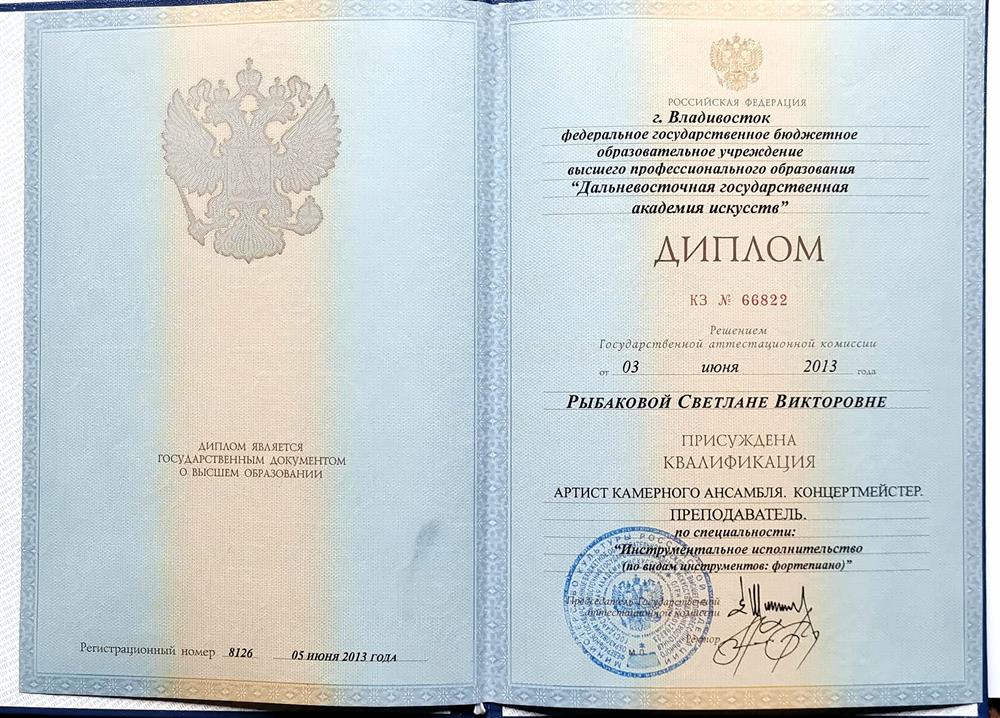 ДИПЛОМ ЯВЛЯЕТСЯ
ГОСУДАРСТВЕННЫМ ДОКУМЕНТОМ
О ВЫСШЕМ ОБРАЗОВАНИИ
Регистрационный номер 8126 05 ИЮНЯ 2013 ГОДА
РОССИЙСКАЯ ФЕДЕРАЦИЯ
г. Владивосток
федеральное государственное бюджетное
образовательное учреждение
высшего профессионального образования
“Дальневосточная государственная
академия искусств”
ДИПЛОМ
КЗ № 66822
Решением
Государственной аттестационной комиссии
от 03 июня 2013 года
РЫБАКОВОЙ СВЕТЛАНЕ ВИКТОРОВНЕ
ПРИСУЖДЕНА
КВАЛИФИКАЦИЯ
АРТИСТ КАМЕРНОГО АНСАМБЛЯ. КОНЦЕРТМЕЙСТЕР.
ПРЕПОДАВАТЕЛЬ.
по специальности:
“Инструментальное исполнительство
(по видам инструментов: фортепиано)”
Председатель Государственной
аттестационной комиссии
Ректор
М.П.